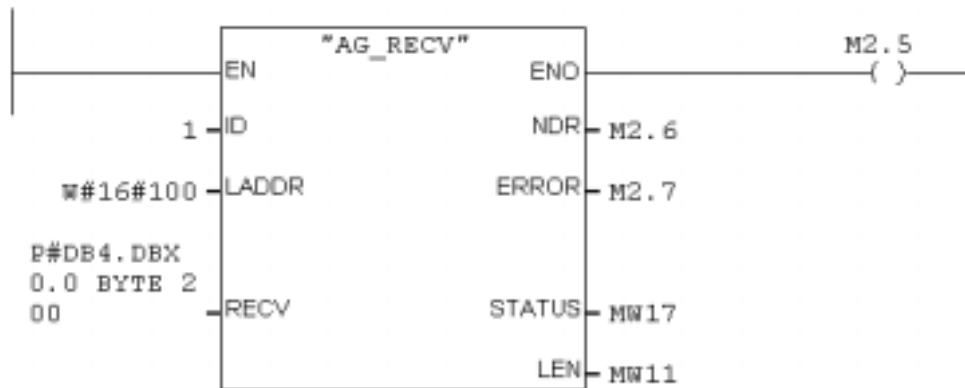 "AG_RECV"
M2.5
EN
ENO
( )
1
ID
NDR
M2.6
W#16#100
LADDR
ERROR
M2.7
P#DB4.DBX
0.0 BYTE 2
00
RECV
STATUS
MW17
LEN
MW11